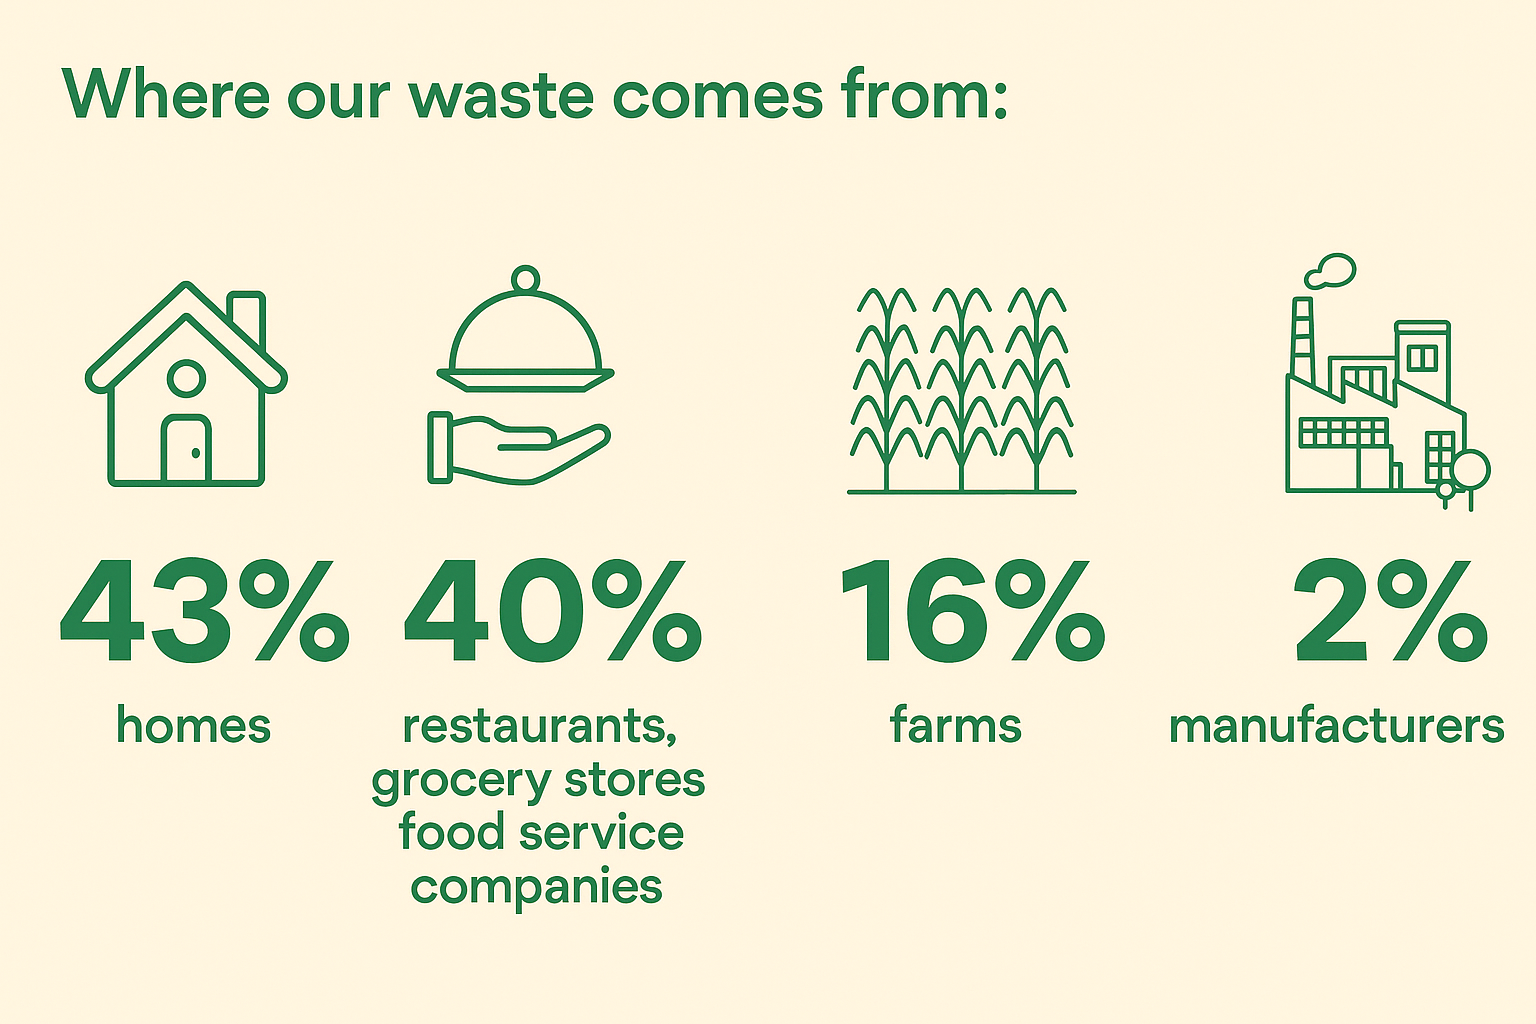 Where our waste comes from:
43%
homes
40%
restaurants,
grocery stores
food service
companies
16%
farms
2%
manufacturers